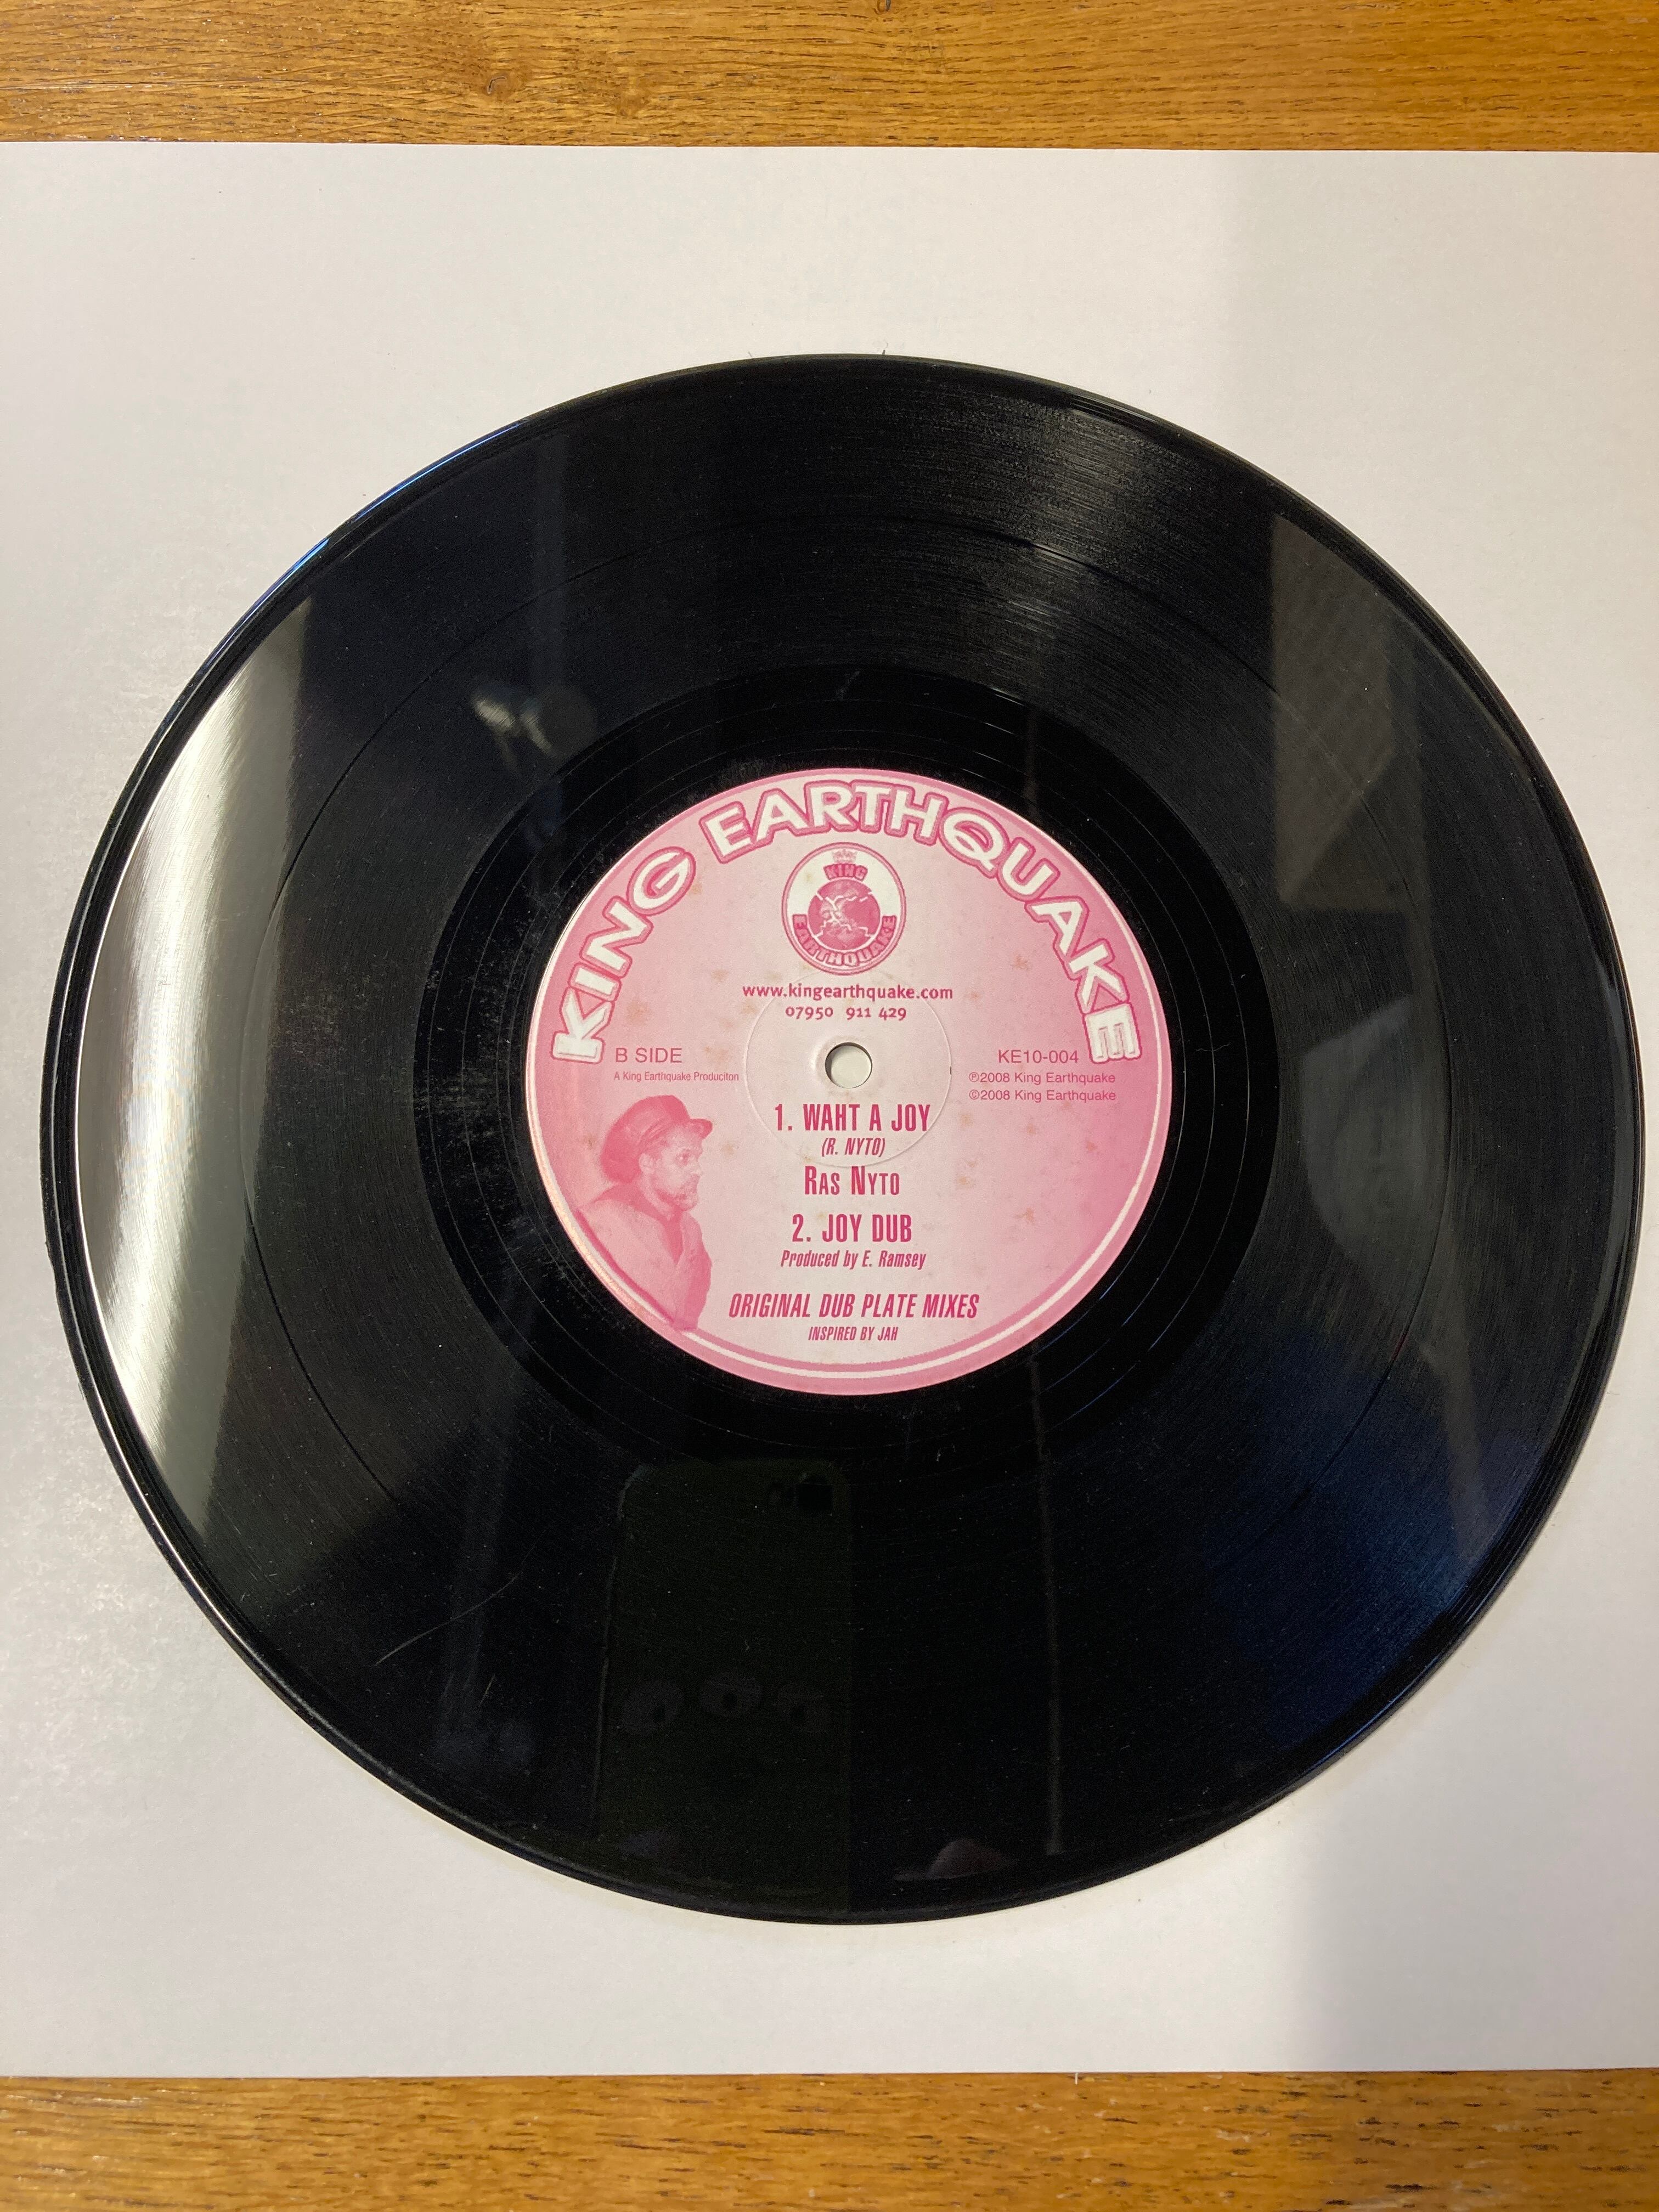 KING EARTHQUAKE
KING
EARTHQUAKE
www.kingearthquake.com
07950 911 429
B SIDE
A King Earthquake Produciton
KE10-004
℗2008 King Earthquake
©2008 King Earthquake
1. WAHT A JOY
(R. NYTO)
RAS NYTO
2. JOY DUB
Produced by E. Ramsey
ORIGINAL DUB PLATE MIXES
INSPIRED BY JAH